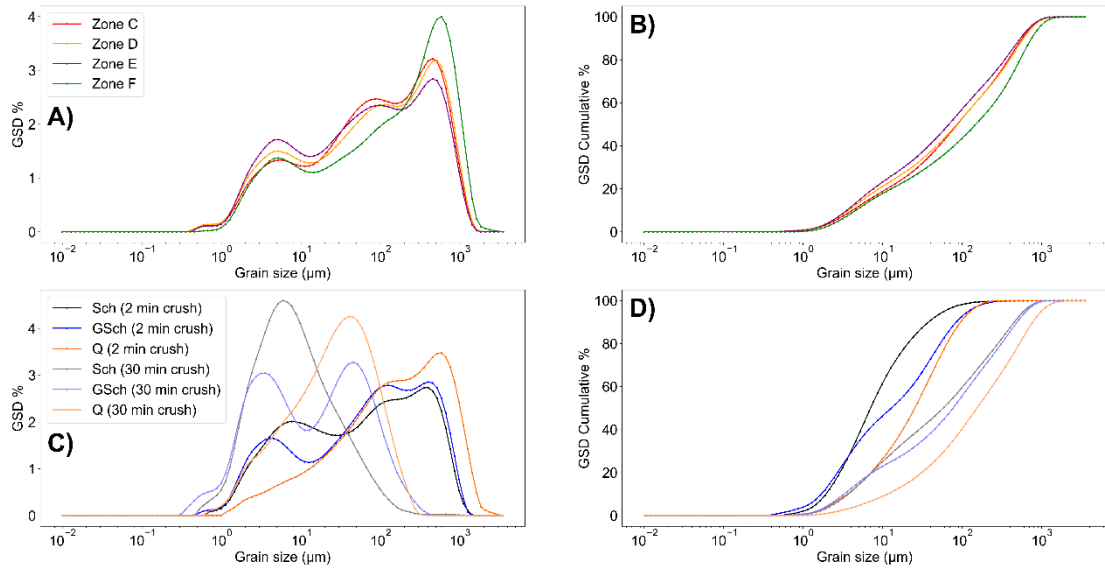 A)
GSD %
4
3
2
1
0
Zone C
Zone D
Zone E
Zone F
10⁻² 10⁻¹ 10⁰ 10¹ 10² 10³
Grain size (µm)
B)
GSD Cumulative %
100
80
60
40
20
0
10⁻² 10⁻¹ 10⁰ 10¹ 10² 10³
Grain size (µm)
C)
GSD %
4
3
2
1
0
Sch (2 min crush)
GSch (2 min crush)
Q (2 min crush)
Sch (30 min crush)
GSch (30 min crush)
Q (30 min crush)
10⁻² 10⁻¹ 10⁰ 10¹ 10² 10³
Grain size (µm)
D)
GSD Cumulative %
100
80
60
40
20
0
10⁻² 10⁻¹ 10⁰ 10¹ 10² 10³
Grain size (µm)